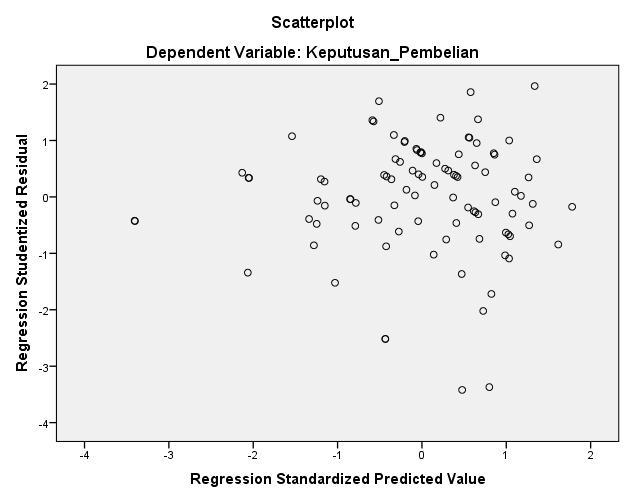 Scatterplot
Dependent Variable: Keputusan_Pembelian
Regression Studentized Residual
2
1
0
-1
-2
-3
-4
-4 -3 -2 -1 0 1 2
Regression Standardized Predicted Value